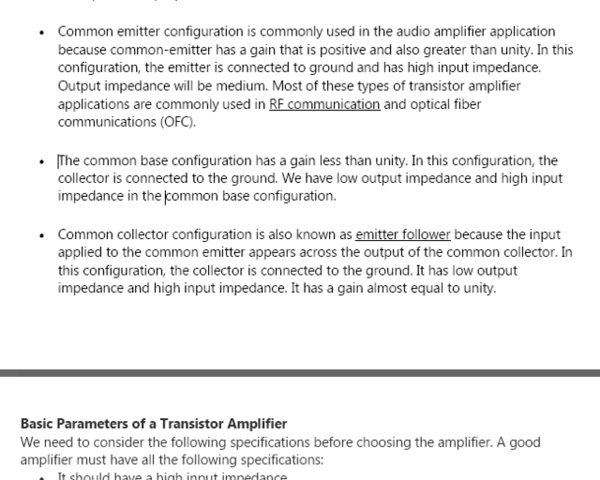 • Common emitter configuration is commonly used in the audio amplifier application
because common-emitter has a gain that is positive and also greater than unity. In this
configuration, the emitter is connected to ground and has high input impedance.
Output impedance will be medium. Most of these types of transistor amplifier
applications are commonly used in RF communication and optical fiber
communications (OFC).
• The common base configuration has a gain less than unity. In this configuration, the
collector is connected to the ground. We have low output impedance and high input
impedance in the common base configuration.
• Common collector configuration is also known as emitter follower because the input
applied to the common emitter appears across the output of the common collector. In
this configuration, the collector is connected to the ground. It has low output
impedance and high input impedance. It has a gain almost equal to unity.
Basic Parameters of a Transistor Amplifier
We need to consider the following specifications before choosing the amplifier. A good
amplifier must have all the following specifications:
• It should have a high input impedance